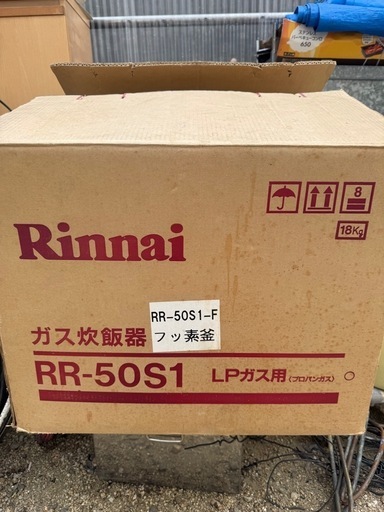 650
Rinnai
8
18Kg
RR-50S1-F
フッ素釜
ガス炊飯器
RR-50S1
LPガス用(プロパンガス)